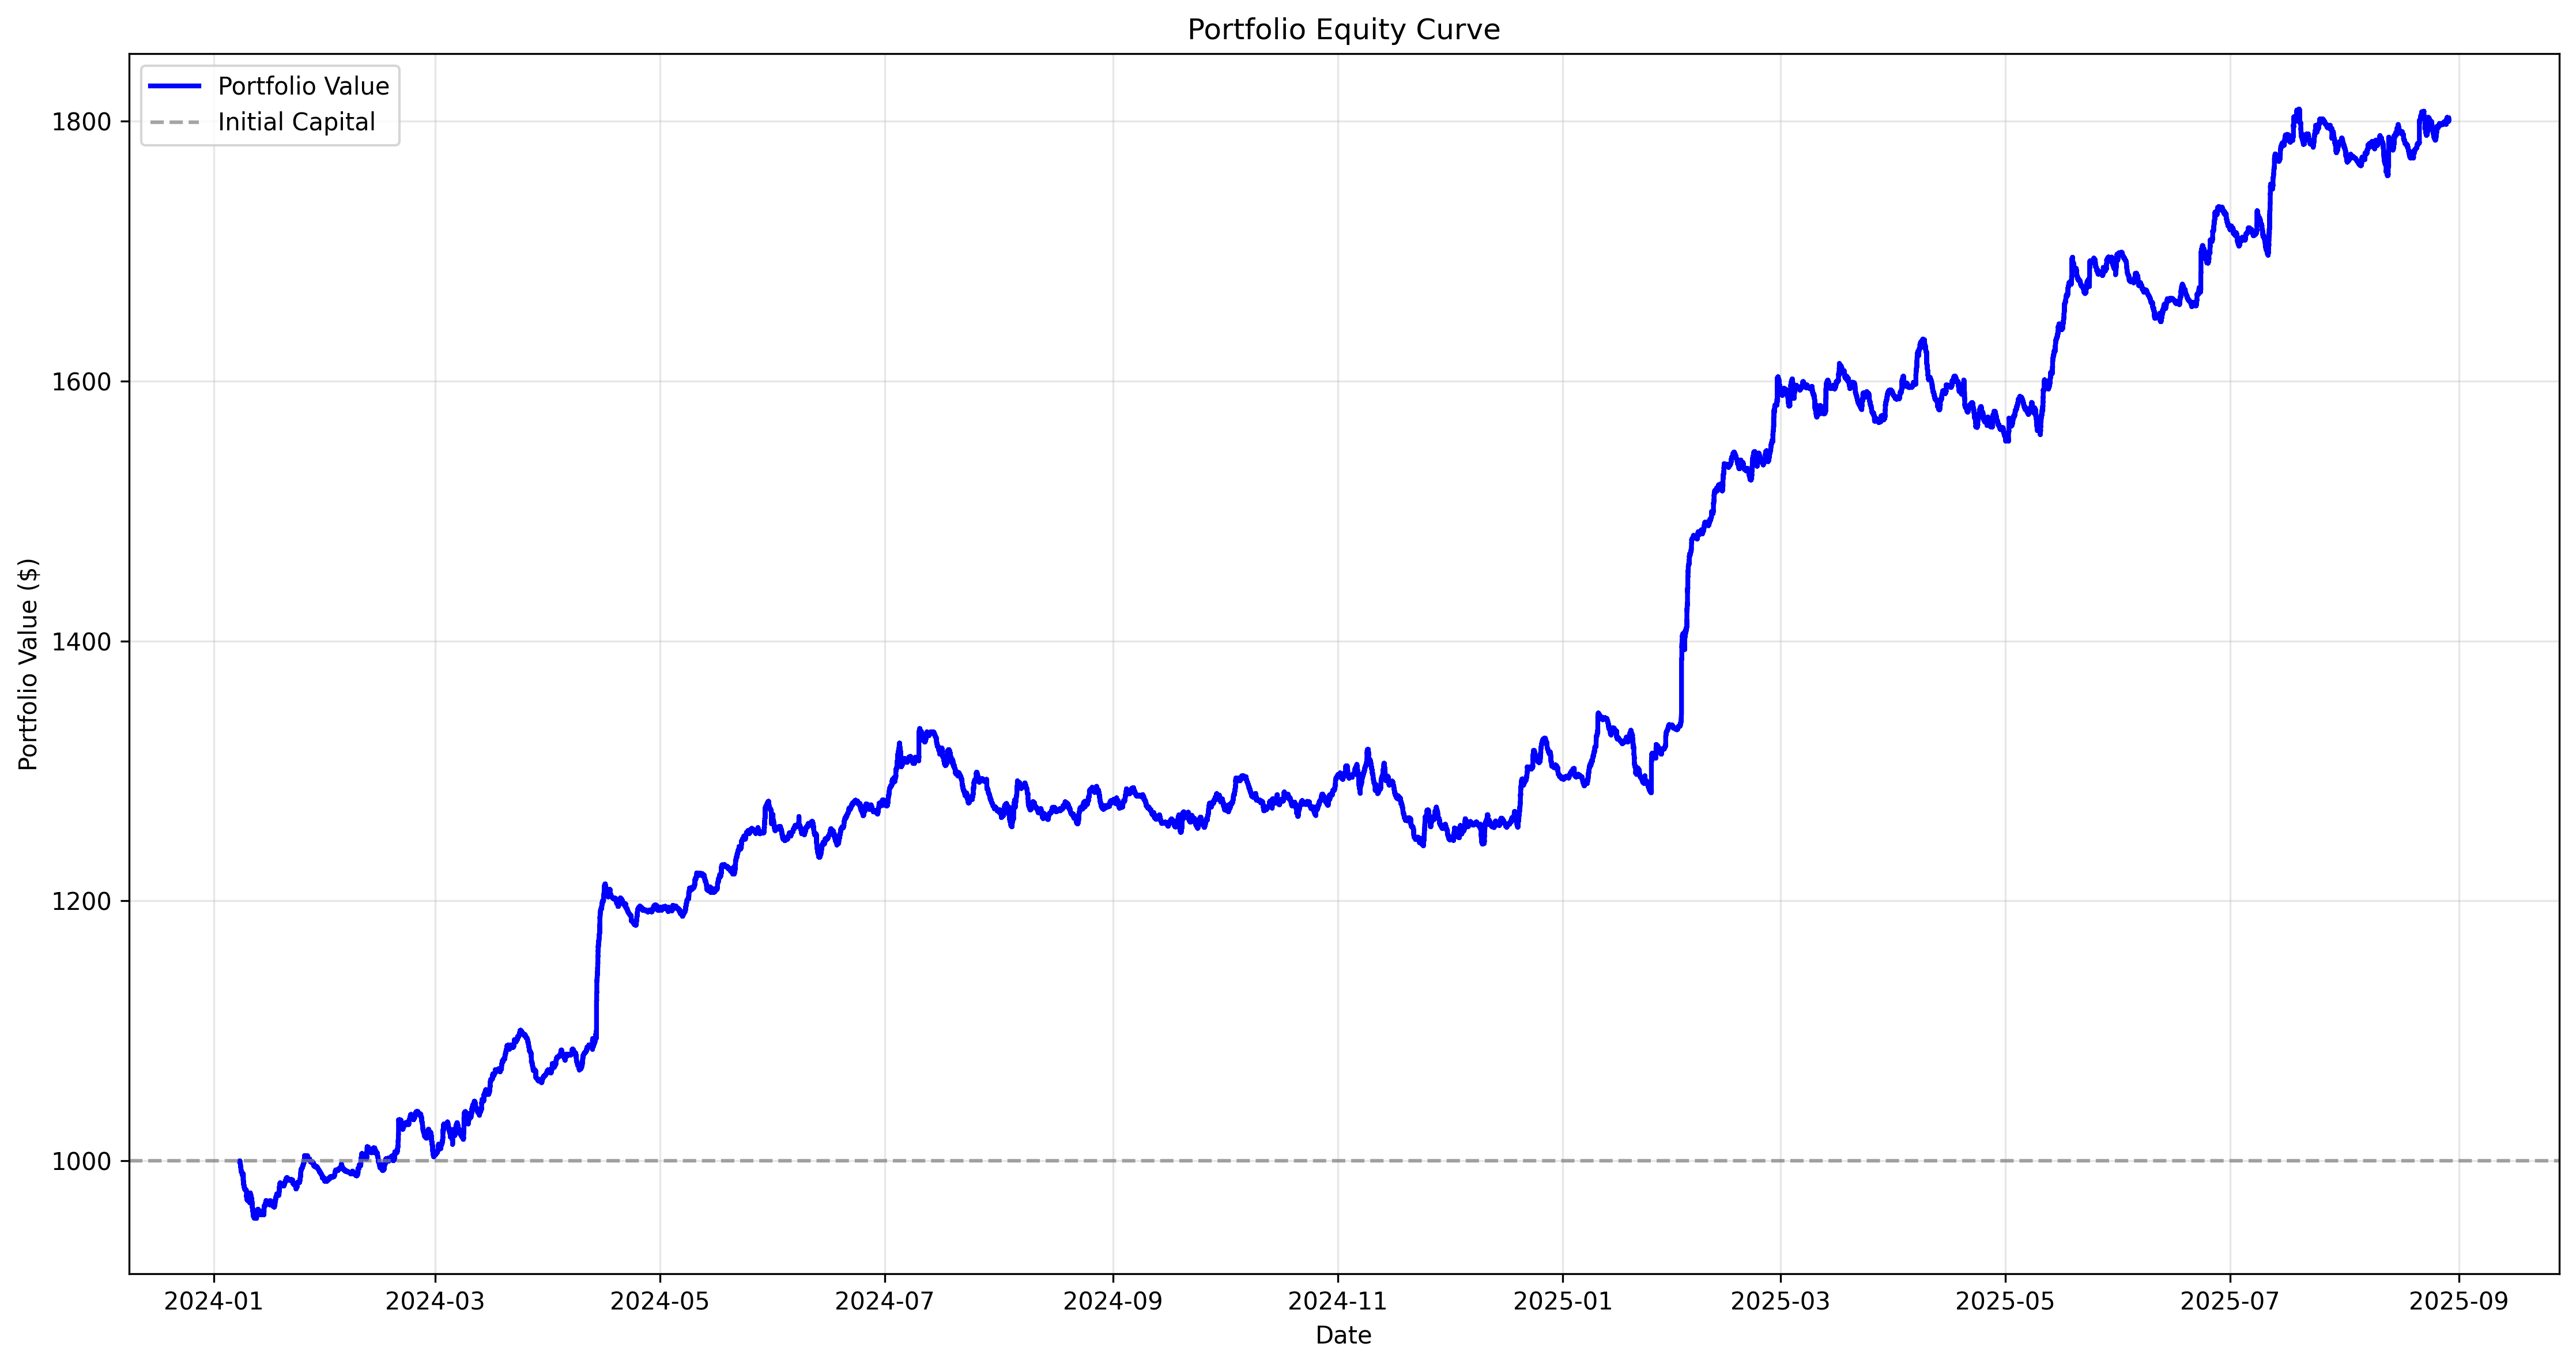 Portfolio Equity Curve
Portfolio Value
Initial Capital
Portfolio Value ($)
1800
1600
1400
1200
1000
2024-01 2024-03 2024-05 2024-07 2024-09 2024-11 2025-01 2025-03 2025-05 2025-07 2025-09
Date